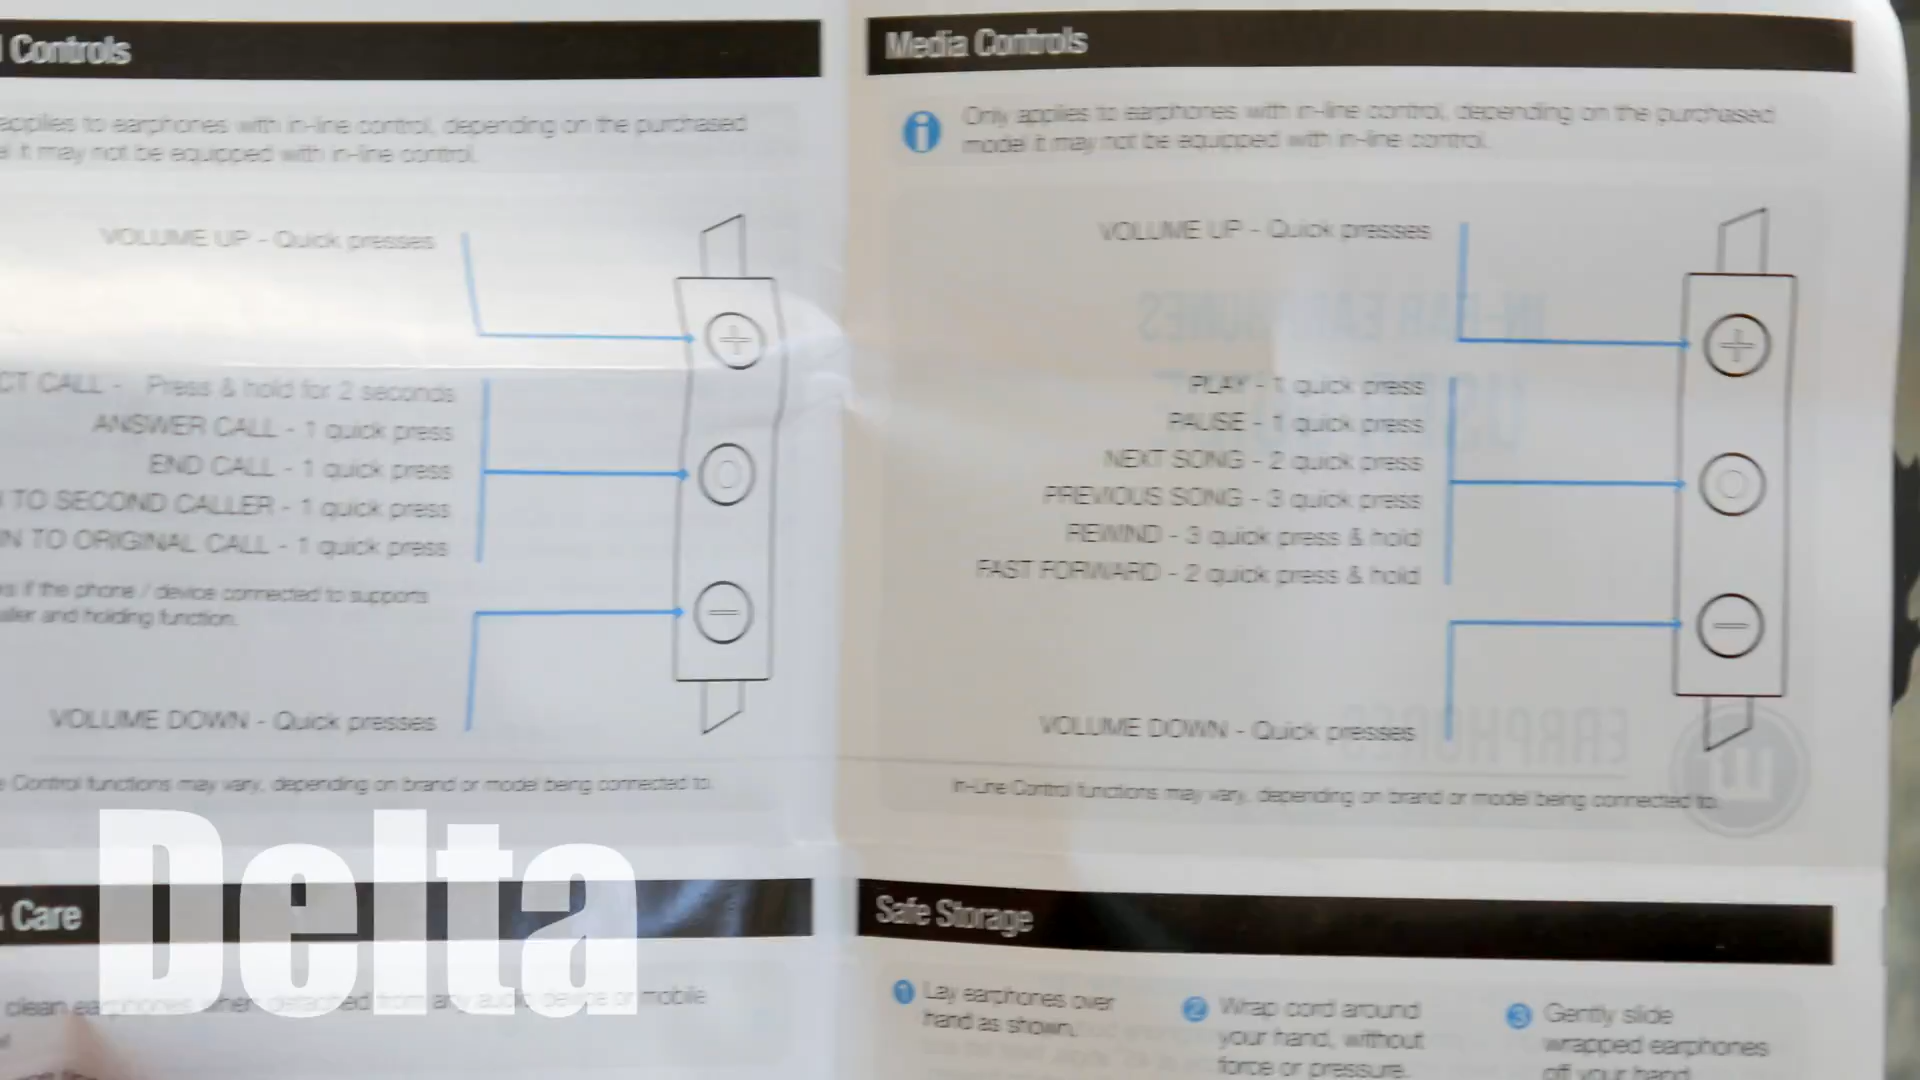 Controls
applies to earphones with in-line control, depending on the purchased
it may not be equipped with in-line control.
VOLUME UP - Quick presses
CT CALL - Press & hold for 2 seconds
ANSWER CALL - 1 quick press
END CALL - 1 quick press
TO SECOND CALLER - 1 quick press
N TO ORIGINAL CALL - 1 quick press
if the phone / device connected to supports
and holding function.
VOLUME DOWN - Quick presses
Control functions may vary, depending on brand or model being connected to.
Media Controls
Only applies to earphones with in-line control, depending on the purchased
model it may not be equipped with in-line control.
VOLUME UP - Quick presses
PLAY - 1 quick press
PAUSE - 1 quick press
NEXT SONG - 2 quick press
PREVIOUS SONG - 3 quick press
REWIND - 3 quick press & hold
FAST FORWARD - 2 quick press & hold
VOLUME DOWN - Quick presses
In-Line Control functions may vary, depending on brand or model being connected to.
& Care
clean earphones when detached from any audio device or mobile
Delta
Safe Storage
1 Lay earphones over
hand as shown.
2 Wrap cord around
your hand, without
force or pressure.
3 Gently slide
wrapped earphones
off your hand